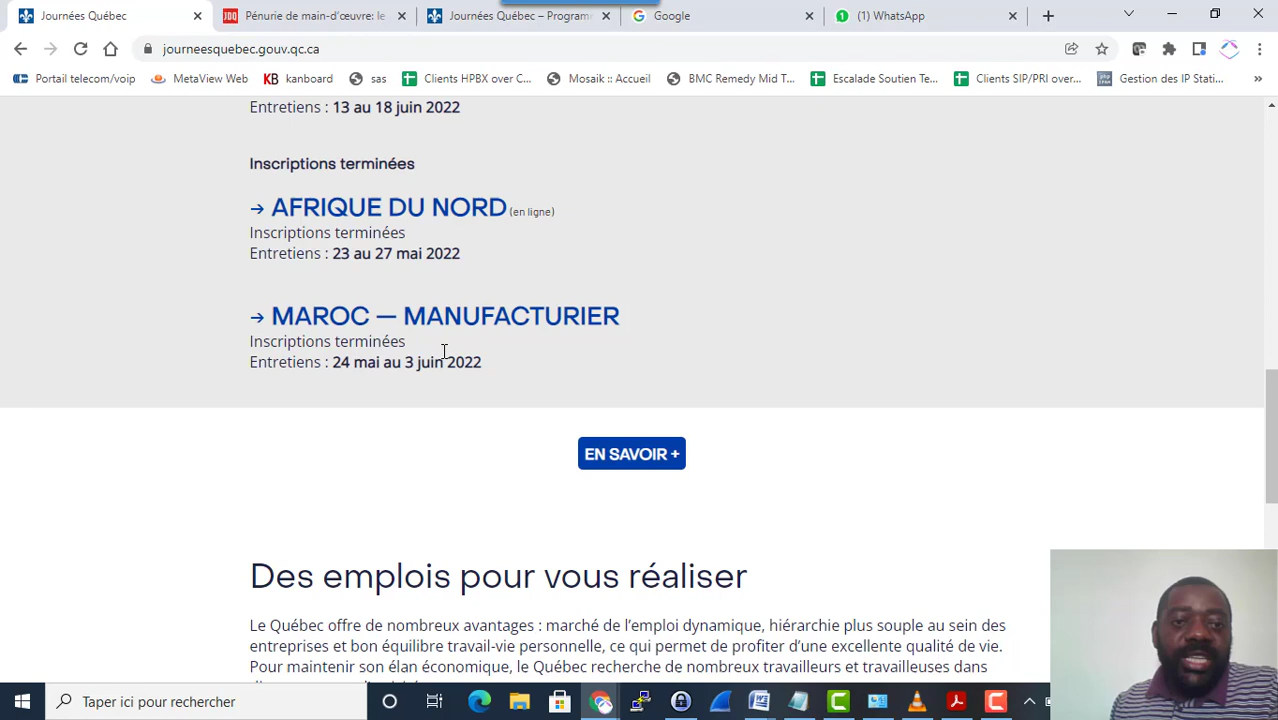 Journées Québec
JDQ
Pénurie de main-d'œuvre le
Journées Québec – Programm
Google
(1) WhatsApp
journeesquebec.gouv.qc.ca
Portail telecom/voip
MetaView Web
KB kanboard
sas
Clients HPBX over C...
Mosaik :: Accueil
BMC Remedy Mid T...
Escalade Soutien Te...
Clients SIP/PRI over...
Gestion des IP Stati...
»
Entretiens : 13 au 18 juin 2022
Inscriptions terminées
→ AFRIQUE DU NORD (en ligne)
Inscriptions terminées
Entretiens : 23 au 27 mai 2022
→ MAROC — MANUFACTURIER
Inscriptions terminées
Entretiens : 24 mai au 3 juin 2022
EN SAVOIR +
Des emplois pour vous réaliser
Le Québec offre de nombreux avantages : marché de l'emploi dynamique, hiérarchie plus souple au sein des
entreprises et bon équilibre travail-vie personnelle, ce qui permet de profiter d'une excellente qualité de vie.
Pour maintenir son élan économique, le Québec recherche de nombreux travailleurs et travailleuses dans
Taper ici pour rechercher